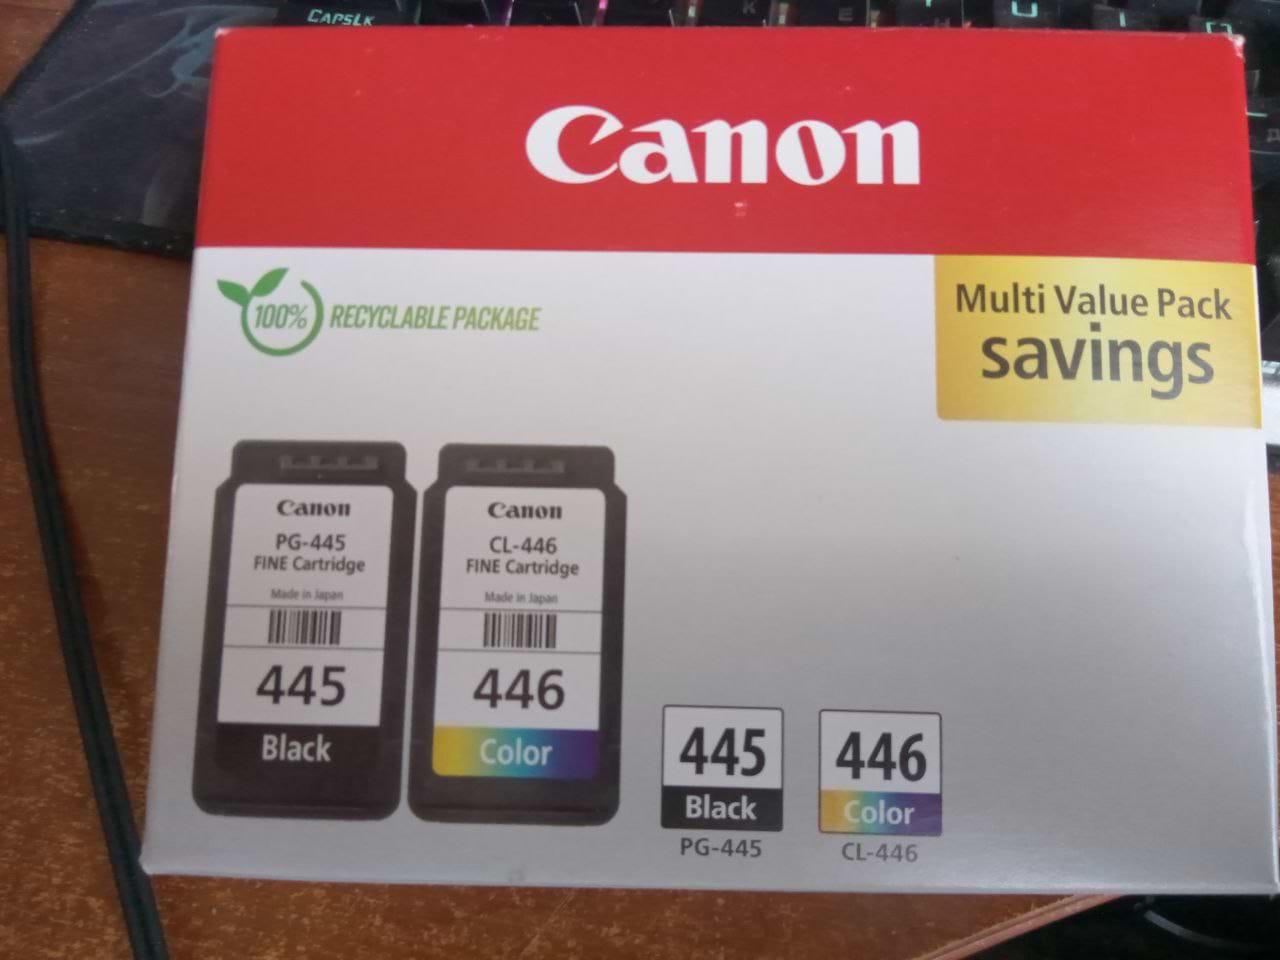 CAPSLK
Canon
100% RECYCLABLE PACKAGE
Multi Value Pack
savings
Canon
PG-445
FINE Cartridge
Made in Japan
445
Black
Canon
CL-446
FINE Cartridge
Made in Japan
446
Color
445
Black
PG-445
446
Color
CL-446